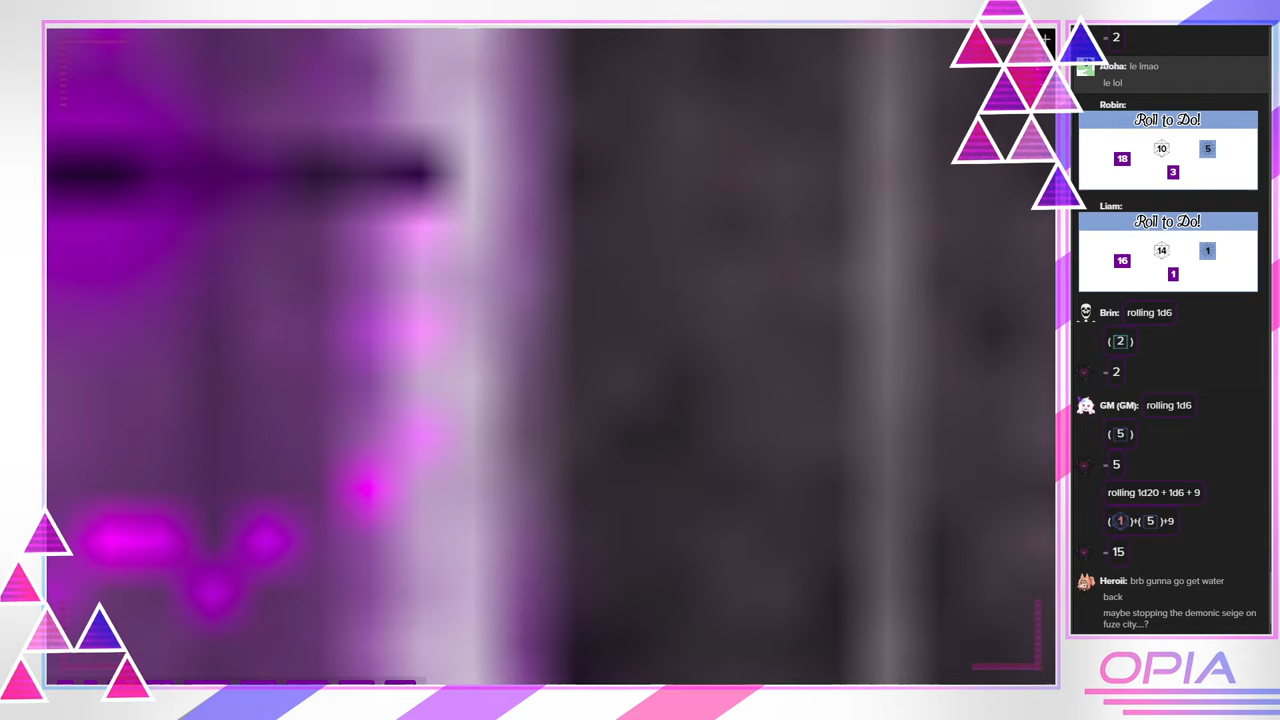 = 2
Aloha: le lmao
le lol
Robin:
Roll to Do!
18 10 5
3
Liam:
Roll to Do!
16 14 1
1
Brin: rolling 1d6
(2)
= 2
GM (GM): rolling 1d6
(5)
= 5
rolling 1d20 + 1d6 + 9
(1)+(5)+9
= 15
Heroii: brb gunna go get water
back
maybe stopping the demonic seige on
fuze city....?
OPIA